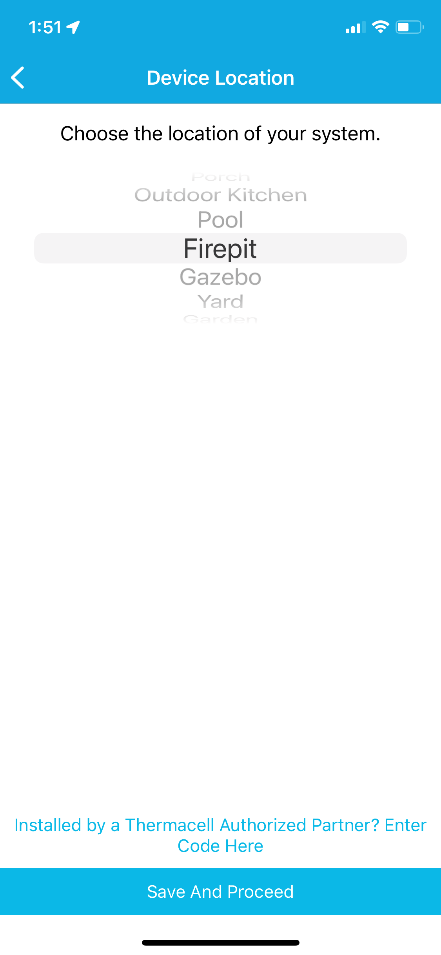 1:51
Device Location
Choose the location of your system.
Porch
Outdoor Kitchen
Pool
Firepit
Gazebo
Yard
Garden
Installed by a Thermacell Authorized Partner? Enter
Code Here
Save And Proceed